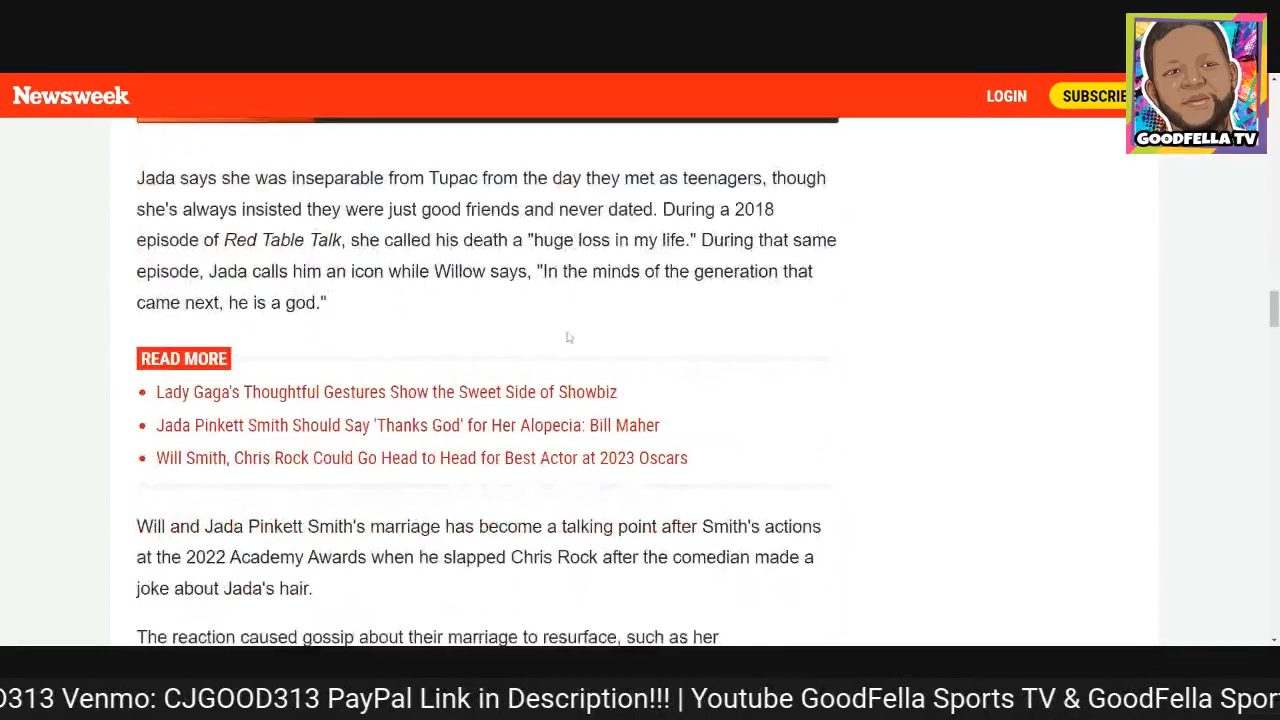 GOODFELLA TV
Newsweek
LOGIN
SUBSCRIBE
Jada says she was inseparable from Tupac from the day they met as teenagers, though
she's always insisted they were just good friends and never dated. During a 2018
episode of Red Table Talk, she called his death a "huge loss in my life." During that same
episode, Jada calls him an icon while Willow says, "In the minds of the generation that
came next, he is a god."
READ MORE
• Lady Gaga's Thoughtful Gestures Show the Sweet Side of Showbiz
• Jada Pinkett Smith Should Say 'Thanks God' for Her Alopecia: Bill Maher
• Will Smith, Chris Rock Could Go Head to Head for Best Actor at 2023 Oscars
Will and Jada Pinkett Smith's marriage has become a talking point after Smith's actions
at the 2022 Academy Awards when he slapped Chris Rock after the comedian made a
joke about Jada's hair.
The reaction caused gossip about their marriage to resurface, such as her
D313 Venmo: CJGOOD313 PayPal Link in Description!!! | Youtube GoodFella Sports TV & GoodFella Spor